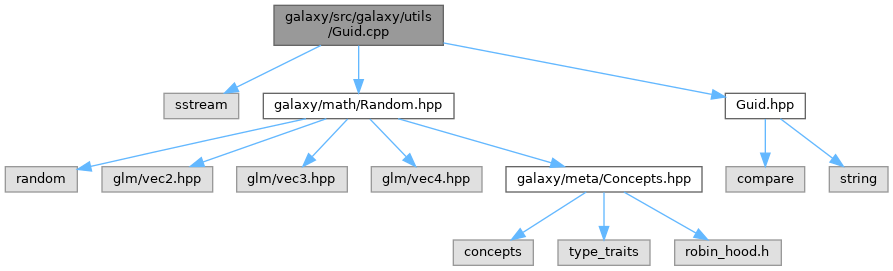 galaxy/src/galaxy/utils
/Guid.cpp
sstream
galaxy/math/Random.hpp
Guid.hpp
random
glm/vec2.hpp
glm/vec3.hpp
glm/vec4.hpp
galaxy/meta/Concepts.hpp
compare
string
concepts
type_traits
robin_hood.h